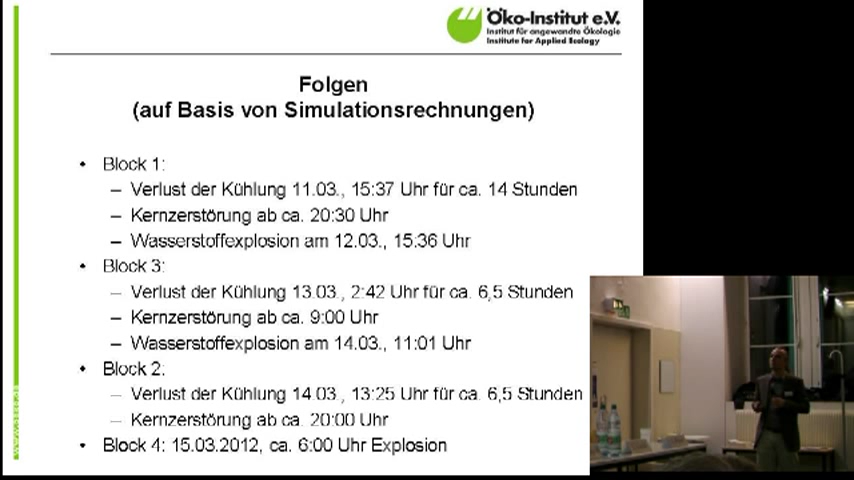 Öko-Institut e.V.
Institut für angewandte Ökologie
Institute for Applied Ecology
Folgen
(auf Basis von Simulationsrechnungen)
• Block 1:
– Verlust der Kühlung 11.03., 15:37 Uhr für ca. 14 Stunden
– Kernzerstörung ab ca. 20:30 Uhr
– Wasserstoffexplosion am 12.03., 15:36 Uhr
• Block 3:
– Verlust der Kühlung 13.03., 2:42 Uhr für ca. 6,5 Stunden
– Kernzerstörung ab ca. 9:00 Uhr
– Wasserstoffexplosion am 14.03., 11:01 Uhr
• Block 2:
– Verlust der Kühlung 14.03., 13:25 Uhr für ca. 6,5 Stunden
– Kernzerstörung ab ca. 20:00 Uhr
• Block 4: 15.03.2012, ca. 6:00 Uhr Explosion